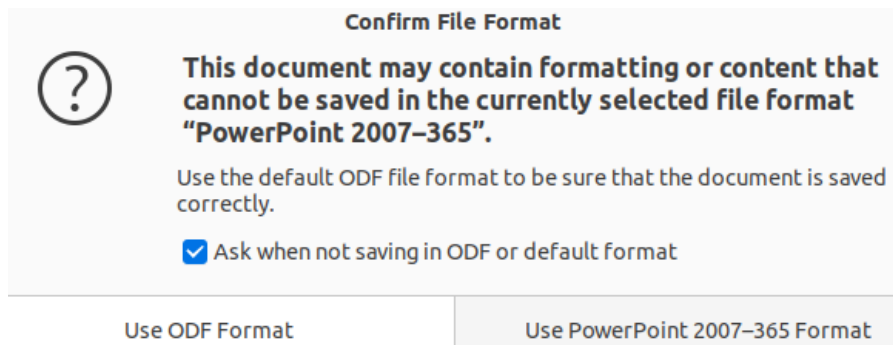 Confirm File Format
This document may contain formatting or content that
cannot be saved in the currently selected file format
“PowerPoint 2007–365”.
Use the default ODF file format to be sure that the document is saved
correctly.
Ask when not saving in ODF or default format
Use ODF Format
Use PowerPoint 2007–365 Format